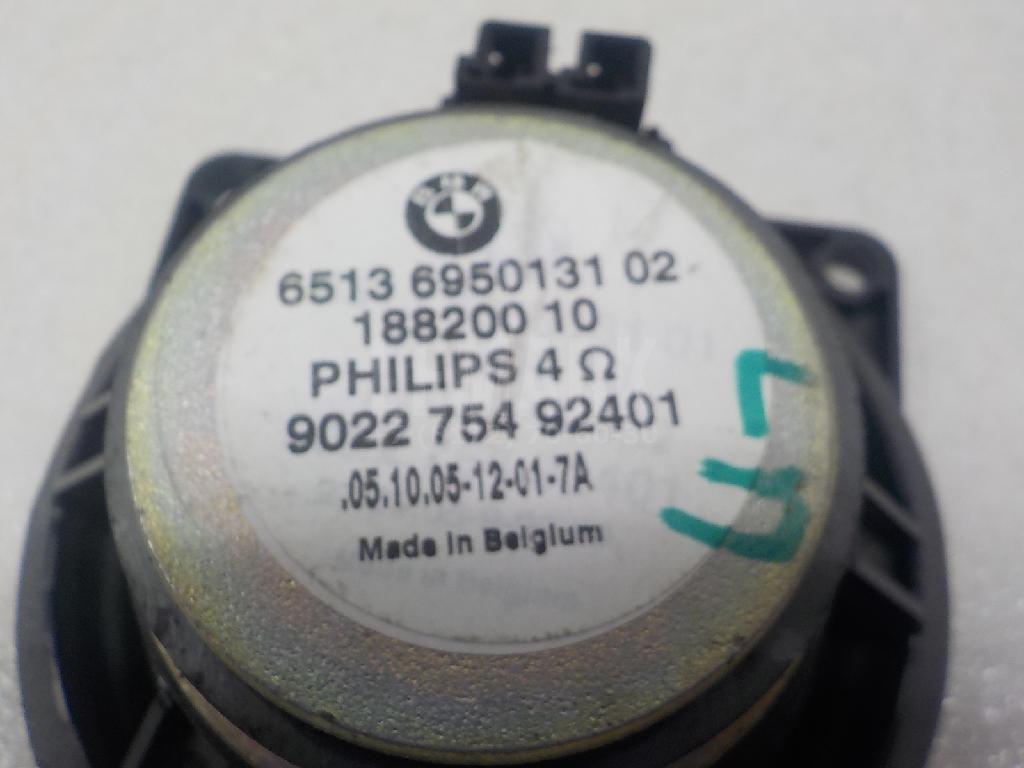 BMW
6513 6950131 02
188200 10
PHILIPS 4 Ω
9022 754 92401
.05.10.05-12-01-7A
Made in Belgium